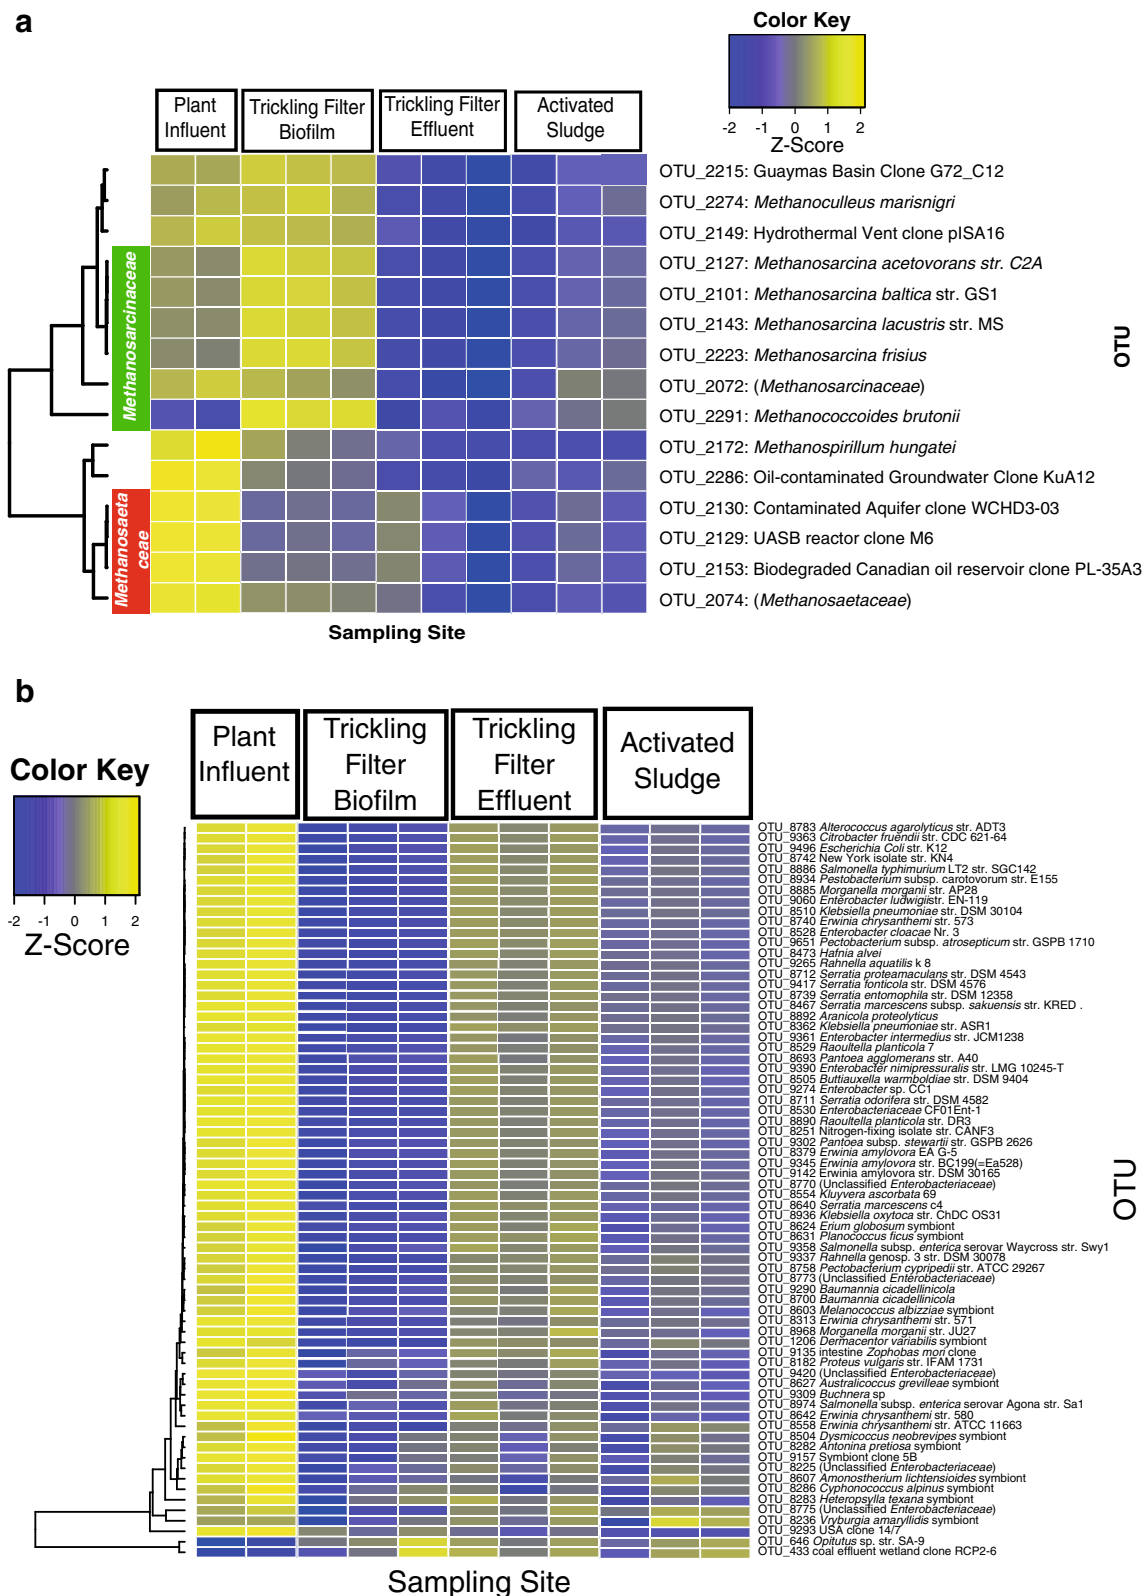 a
Color Key
-2 -1 0 1 2
Z-Score
Plant
Influent
Trickling Filter
Biofilm
Trickling Filter
Effluent
Activated
Sludge
Methanosarcinaceae
Methanosaeta
ceae
OTU_2215: Guaymas Basin Clone G72_C12
OTU_2274: Methanoculleus marisnigri
OTU_2149: Hydrothermal Vent clone pISA16
OTU_2127: Methanosarcina acetovorans str. C2A
OTU_2101: Methanosarcina baltica str. GS1
OTU_2143: Methanosarcina lacustris str. MS
OTU_2223: Methanosarcina frisius
OTU_2072: (Methanosarcinaceae)
OTU_2291: Methanococcoides brutonii
OTU_2172: Methanospirillum hungatei
OTU_2286: Oil-contaminated Groundwater Clone KuA12
OTU_2130: Contaminated Aquifer clone WCHD3-03
OTU_2129: UASB reactor clone M6
OTU_2153: Biodegraded Canadian oil reservoir clone PL-35A3
OTU_2074: (Methanosaetaceae)
OTU
Sampling Site
b
Color Key
-2 -1 0 1 2
Z-Score
Plant
Influent
Trickling
Filter
Biofilm
Trickling
Filter
Effluent
Activated
Sludge
OTU_8783 Alterococcus agarolyticus str. ADT3
OTU_9363 Citrobacter fruendii str. CDC 621-64
OTU_9496 Escherichia Coli str. K12
OTU_8742 New York isolate str. KN4
OTU_8886 Salmonella typhimurium LT2 str. SGC142
OTU_8934 Pestobacterium subsp. carotovorum str. E155
OTU_8885 Morganella morganii str. AP28
OTU_9060 Enterobacter ludwigiistr. EN-119
OTU_8510 Klebsiella pneumoniae str. DSM 30104
OTU_8740 Erwinia chrysanthemi str. 573
OTU_8528 Enterobacter cloacae Nr. 3
OTU_9651 Pectobacterium subsp. atrosepticum str. GSPB 1710
OTU_8473 Hafnia alvei
OTU_9265 Rahnella aquatilis k 8
OTU_8712 Serratia proteamaculans str. DSM 4543
OTU_9417 Serratia fonticola str. DSM 4576
OTU_8739 Serratia entomophila str. DSM 12358
OTU_8467 Serratia marcescens subsp. sakuensis str. KRED .
OTU_8892 Aranicola proteolyticus
OTU_8362 Klebsiella pneumoniae str. ASR1
OTU_9361 Enterobacter intermedius str. JCM1238
OTU_8529 Raoultella planticola 7
OTU_8693 Pantoea agglomerans str. A40
OTU_9390 Enterobacter nimipressuralis str. LMG 10245-T
OTU_8505 Buttiauxella warmboldiae str. DSM 9404
OTU_9274 Enterobacter sp. CC1
OTU_8711 Serratia odorifera str. DSM 4582
OTU_8530 Enterobacteriaceae CF01Ent-1
OTU_8890 Raoultella planticola str. DR3
OTU_8251 Nitrogen-fixing isolate str. CANF3
OTU_9302 Pantoea subsp. stewartii str. GSPB 2626
OTU_8379 Erwinia amylovora EA G-5
OTU_9345 Erwinia amylovora str. BC199(=Ea528)
OTU_9142 Erwinia amylovora str. DSM 30165
OTU_8770 (Unclassified Enterobacteriaceae)
OTU_8554 Kluyvera ascorbata 69
OTU_8640 Serratia marcescens c4
OTU_8936 Klebsiella oxytoca str. ChDC OS31
OTU_8624 Erium globosum symbiont
OTU_8631 Planococcus ficus symbiont
OTU_9358 Salmonella subsp. enterica serovar Waycross str. Swy1
OTU_9337 Rahnella genosp. 3 str. DSM 30078
OTU_8758 Pectobacterium cypripedii str. ATCC 29267
OTU_8773 (Unclassified Enterobacteriaceae)
OTU_9290 Baumannia cicadellinicola
OTU_8700 Baumannia cicadellinicola
OTU_8603 Melanococcus albizziae symbiont
OTU_8313 Erwinia chrysanthemi str. 571
OTU_8968 Morganella morganii str. JU27
OTU_1206 Dermacentor variabilis symbiont
OTU_9135 intestine Zophobas mori clone
OTU_8182 Proteus vulgaris str. IFAM 1731
OTU_9420 (Unclassified Enterobacteriaceae)
OTU_8627 Australicoccus grevilleae symbiont
OTU_9309 Buchnera sp
OTU_8974 Salmonella subsp. enterica serovar Agona str. Sa1
OTU_8642 Erwinia chrysanthemi str. 580
OTU_8558 Erwinia chrysanthemi str. ATCC 11663
OTU_8504 Dysmicoccus neobrevipes symbiont
OTU_8282 Antonina pretiosa symbiont
OTU_9157 Symbiont clone 5B
OTU_8225 (Unclassified Enterobacteriaceae)
OTU_8607 Amonostherium lichtensioides symbiont
OTU_8286 Cyphonococcus alpinus symbiont
OTU_8283 Heteropsylla texana symbiont
OTU_8775 (Unclassified Enterobacteriaceae)
OTU_8236 Vryburgia amaryllidis symbiont
OTU_9293 USA clone 14/7
OTU_646 Opitutus sp. str. SA-9
OTU_433 coal effluent wetland clone RCP2-6
OTU
Sampling Site